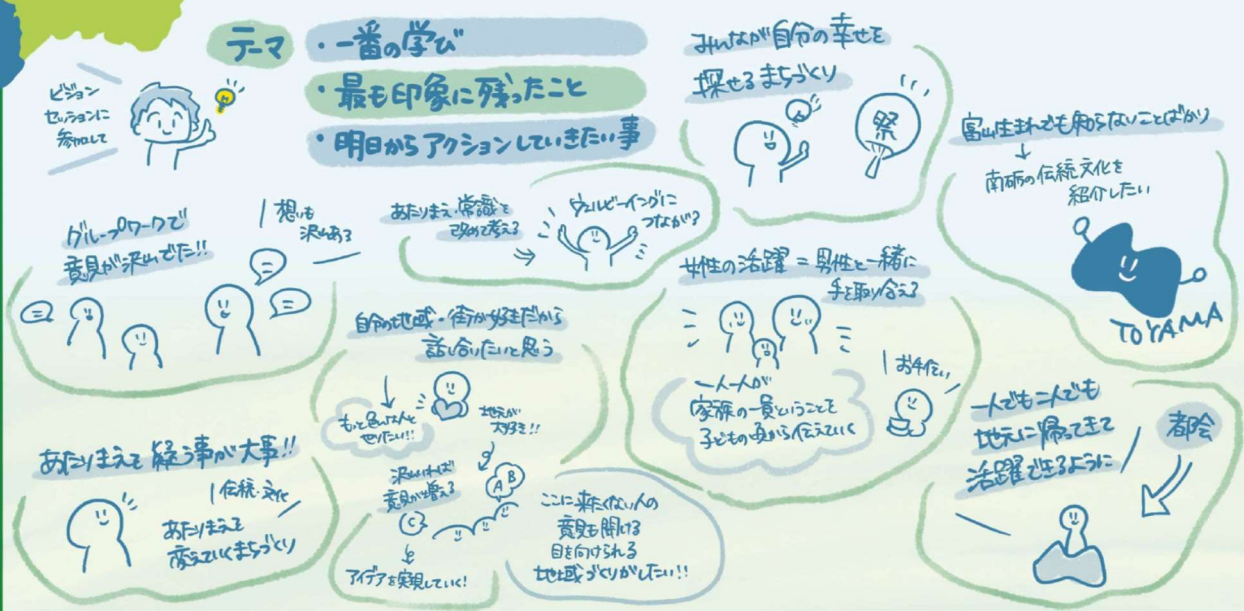 テーマ
・一番の学び
・最も印象に残ったこと
・明日からアクションしていきたい事
ビジョン
セッションに
参加して
みんなが自分の幸せを
探せるまちづくり
祭
富山生まれでも知らないことばかり
南砺の伝統文化を
紹介したい
TOYAMA
グループワークで
意見が沢山でた!!
想いも
沢山ある
あたりまえ・常識を
改めて考える
ウェルビーイングに
つながる?
女性の活躍=男性と一緒に
手を取り合える
一人一人が
家族の一員ということを
子どもの頃から伝えていく
お手伝い
自分の地域・街が好きだから
話し合いたいと思う
もっと色んな人と
やりたい!!
地元が
大好き!!
沢山いれば
意見が増える
A B
C
アイデアを実現していく!
ここに来たくない人の
意見も聞ける
目を向けられる
地域づくりがしたい!!
あたりまえを疑う事が大事!!
伝統・文化
あたりまえを
変えていくまちづくり
一人でも二人でも
地元に帰ってきて
活躍できるように
都会